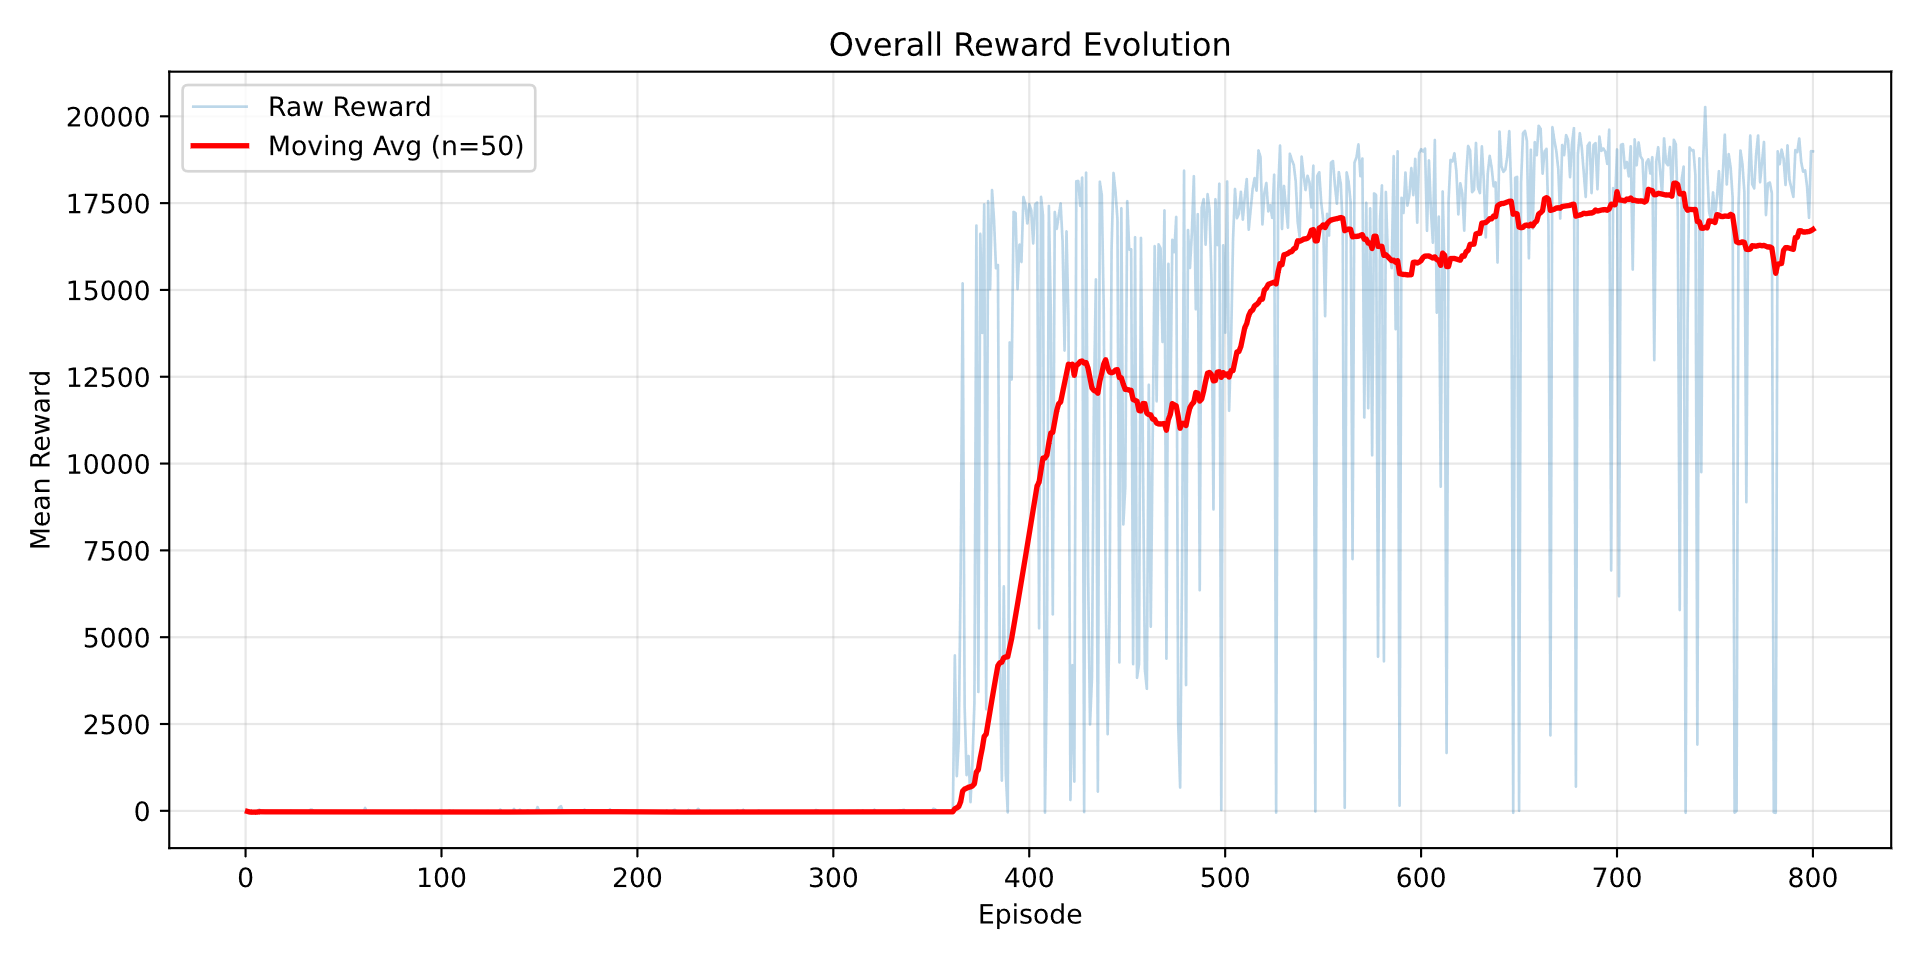 Overall Reward Evolution
Raw Reward
Moving Avg (n=50)
Mean Reward
20000
17500
15000
12500
10000
7500
5000
2500
0
0 100 200 300 400 500 600 700 800
Episode